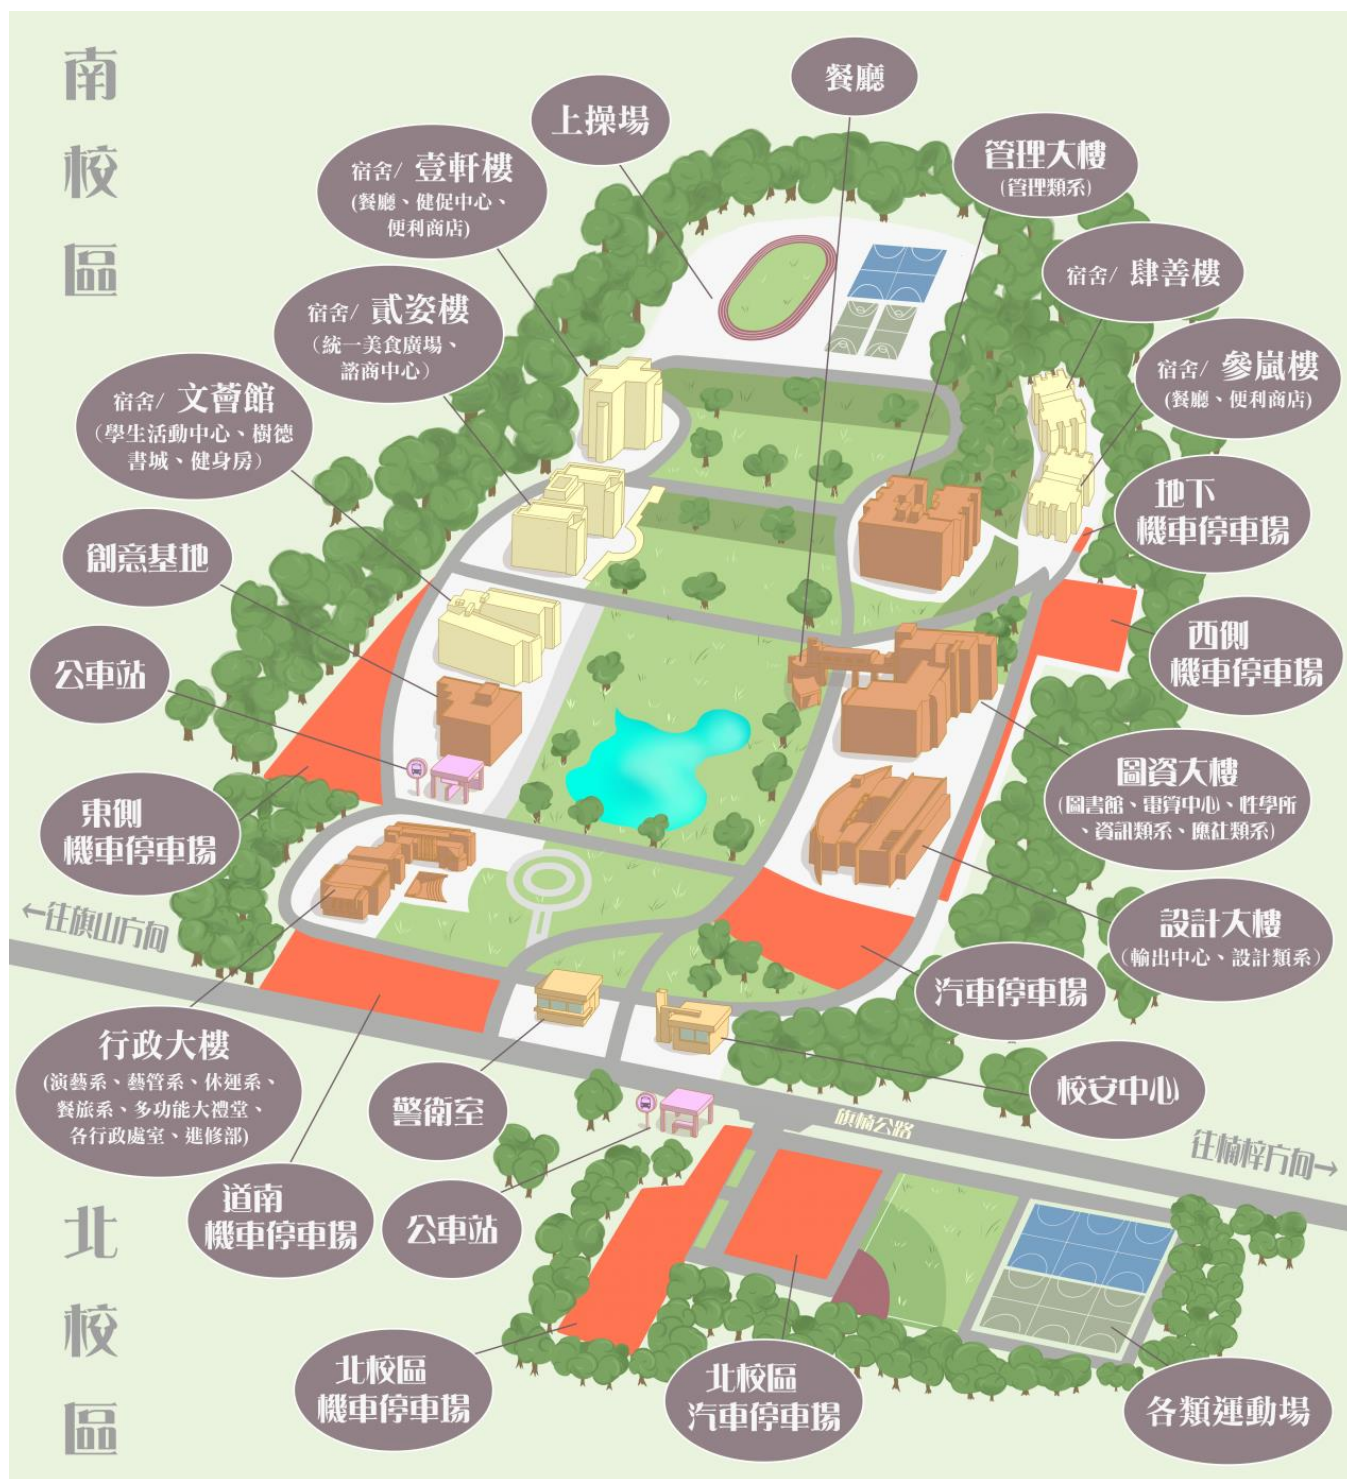 南
校
區
餐廳
上操場
管理大樓
(管理類系)
宿舍/ 壹軒樓
(餐廳、健促中心、
便利商店)
宿舍/ 肆善樓
宿舍/ 貳姿樓
(統一美食廣場、
諮商中心)
宿舍/ 參嵐樓
(餐廳、便利商店)
宿舍/ 文薈館
(學生活動中心、樹德
書城、健身房)
地下
機車停車場
創意基地
西側
機車停車場
公車站
圖資大樓
(圖書館、電算中心、性學所
、資訊類系、應社類系)
東側
機車停車場
←往旗山方向
設計大樓
(輸出中心、設計類系)
汽車停車場
行政大樓
(演藝系、藝管系、休運系、
餐旅系、多功能大禮堂、
各行政處室、進修部)
警衛室
校安中心
旗楠公路
往楠梓方向→
道南
機車停車場
公車站
北
校
區
北校區
機車停車場
北校區
汽車停車場
各類運動場